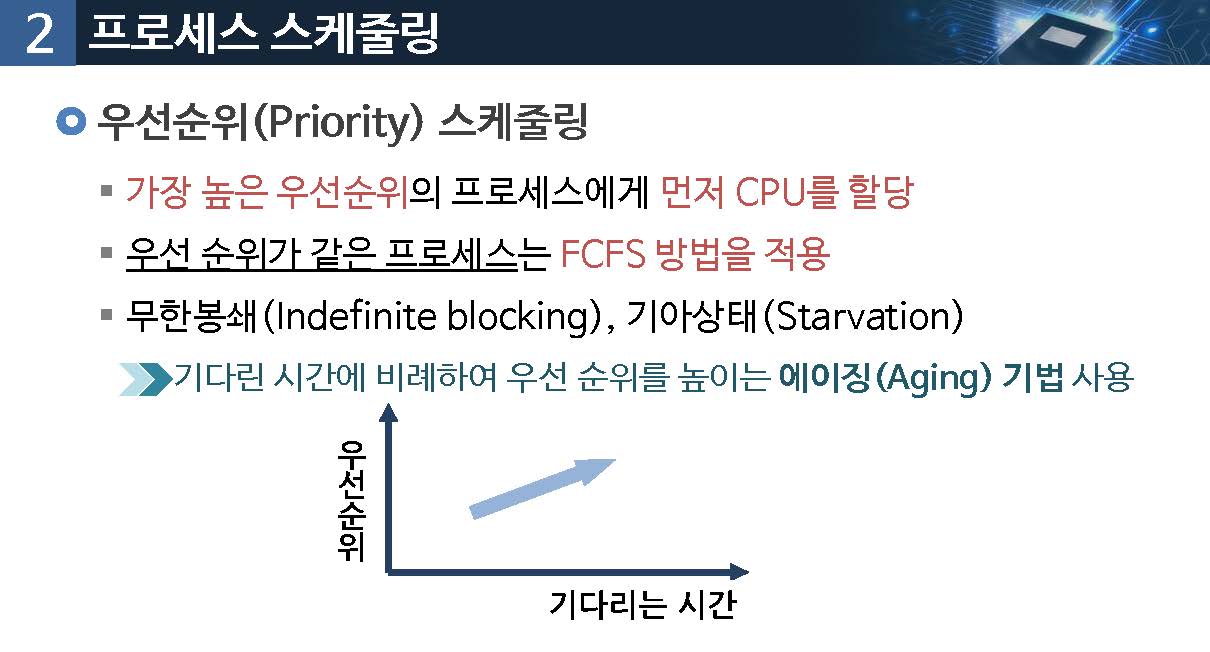 2 프로세스 스케줄링
우선순위(Priority) 스케줄링
가장 높은 우선순위의 프로세스에게 먼저 CPU를 할당
우선 순위가 같은 프로세스는 FCFS 방법을 적용
무한봉쇄(Indefinite blocking), 기아상태(Starvation)
기다린 시간에 비례하여 우선 순위를 높이는 에이징(Aging) 기법 사용
우선순위
기다리는 시간